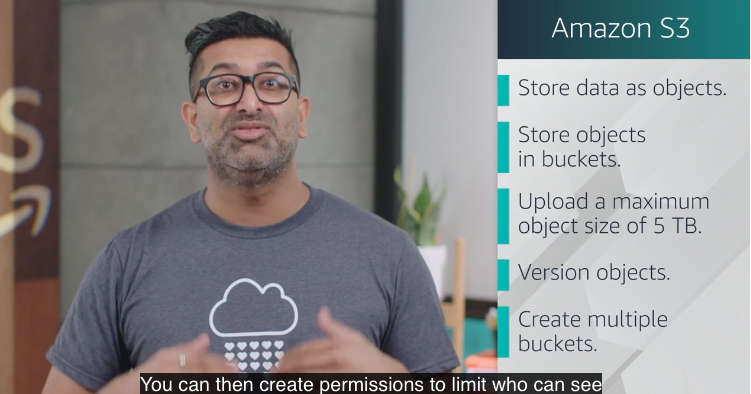 S
Amazon S3
Store data as objects.
Store objects
in buckets.
Upload a maximum
object size of 5 TB.
Version objects.
Create multiple
buckets.
You can then create permissions to limit who can see